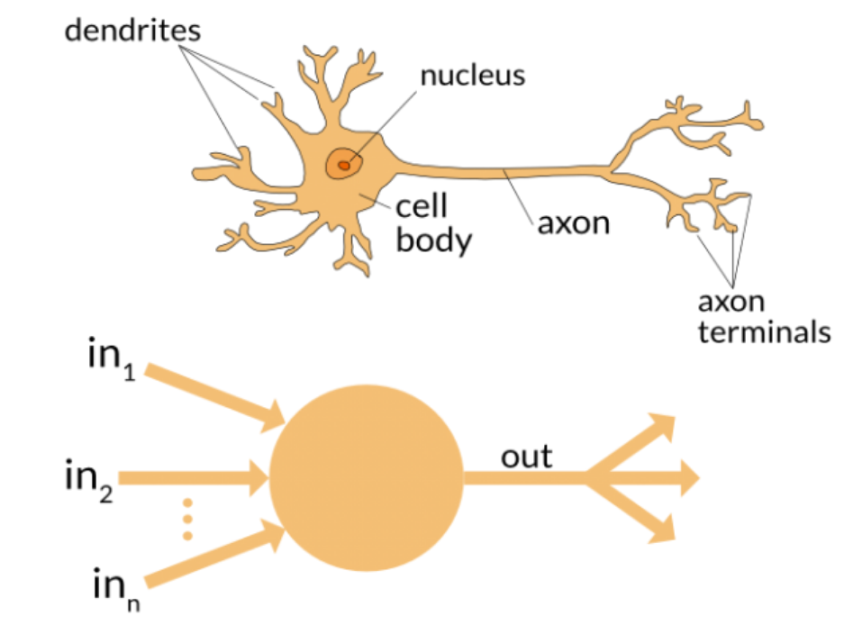 dendrites
nucleus
cell
body
axon
axon
terminals
in1
in2
out
inn